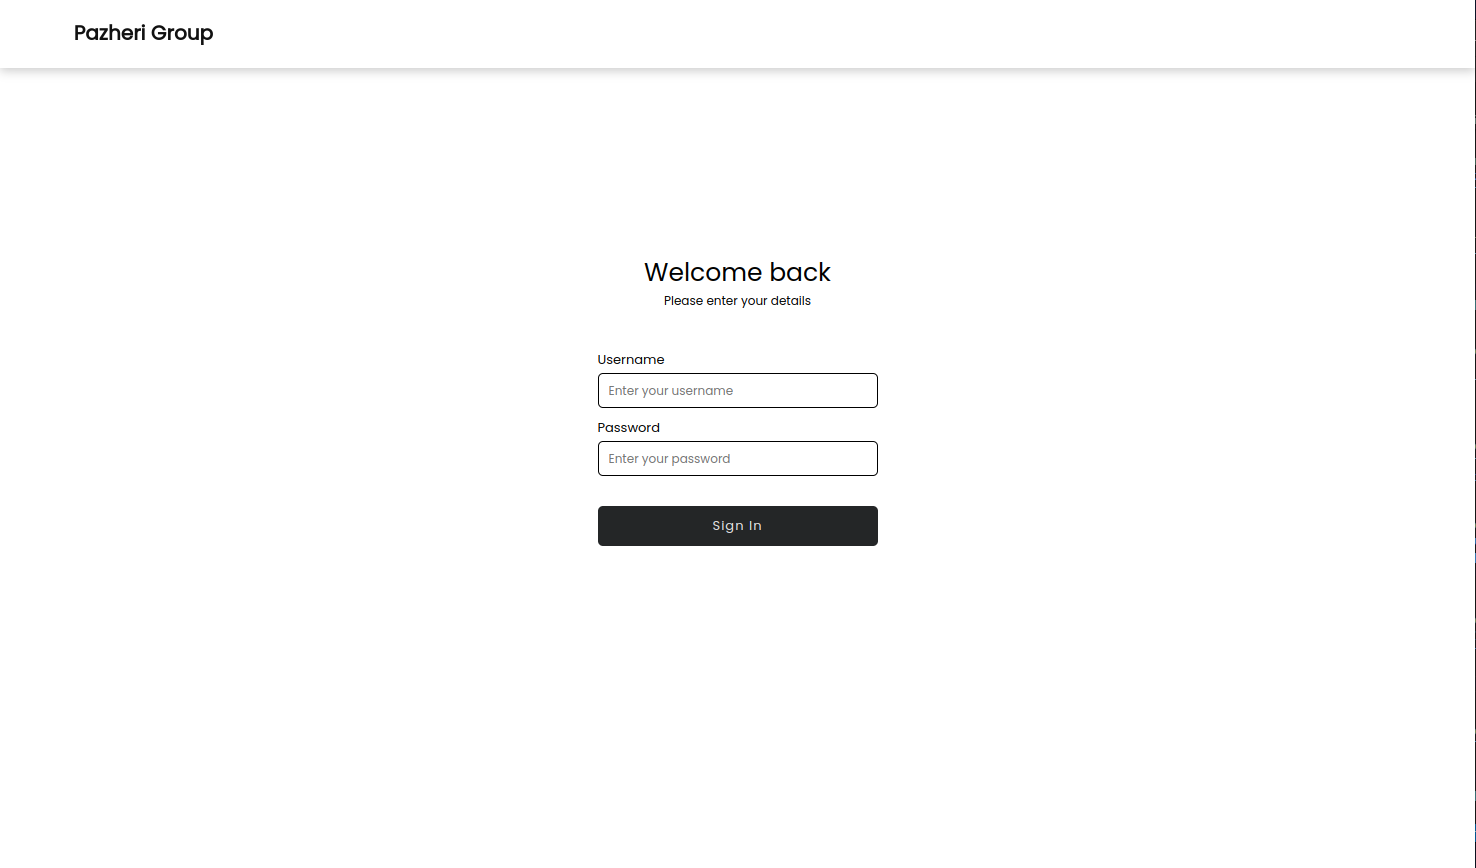 Pazheri Group
Welcome back
Please enter your details
Username
Enter your username
Password
Enter your password
Sign In